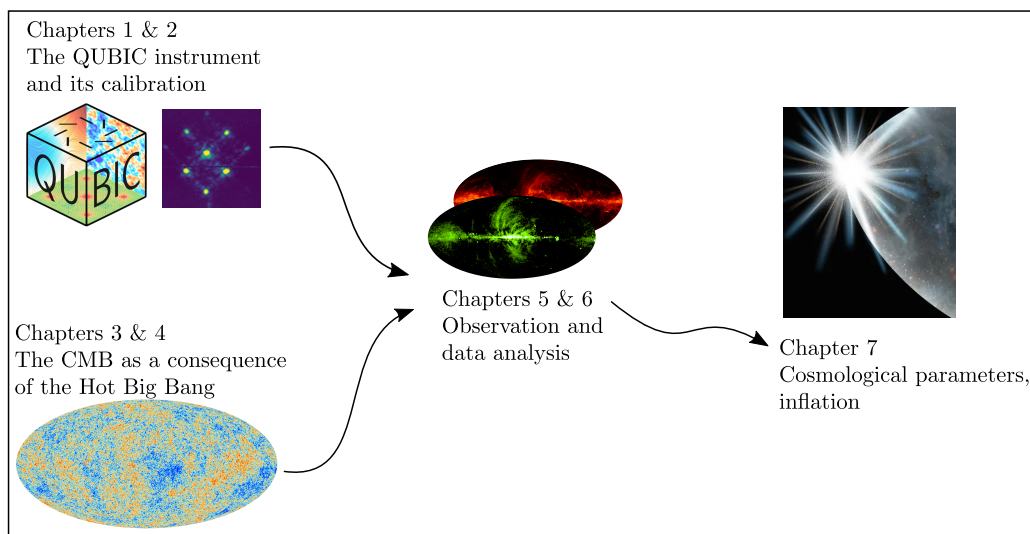 Chapters 1 & 2
The QUBIC instrument
and its calibration
QUBIC
Chapters 5 & 6
Observation and
data analysis
Chapters 3 & 4
The CMB as a consequence
of the Hot Big Bang
Chapter 7
Cosmological parameters,
inflation